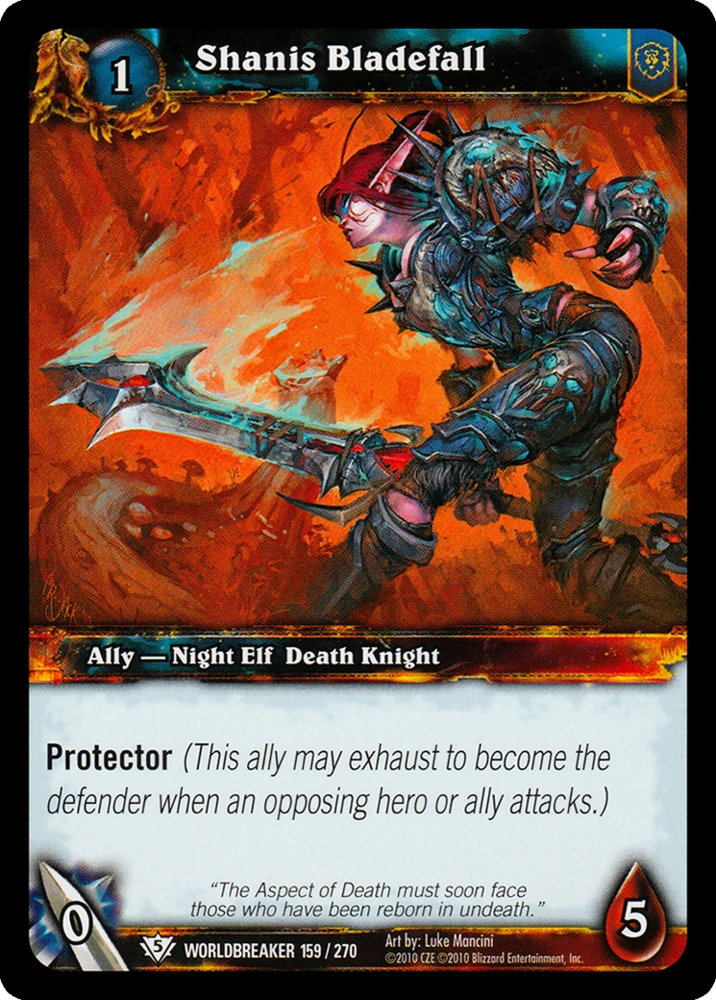 1
Shanis Bladefall
Ally — Night Elf Death Knight
Protector (This ally may exhaust to become the
defender when an opposing hero or ally attacks.)
"The Aspect of Death must soon face
those who have been reborn in undeath."
0
5
5
WORLDBREAKER 159 / 270
Art by: Luke Mancini
©2010 CZE ©2010 Blizzard Entertainment, Inc.